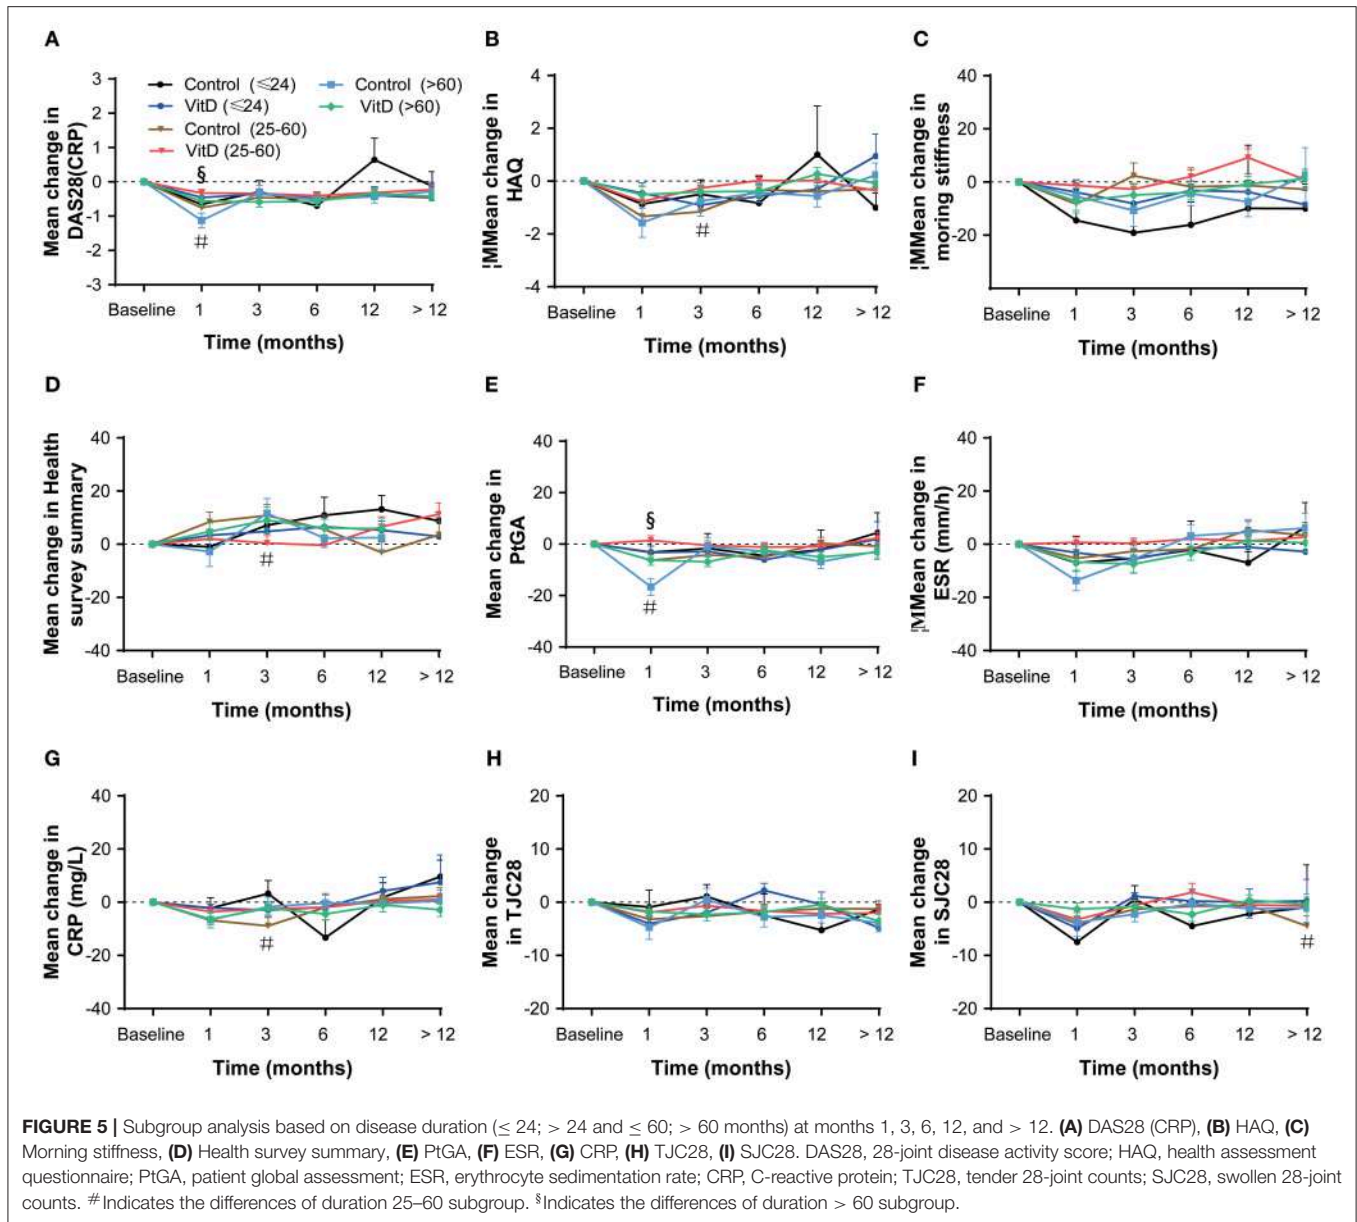 A
B
C
Control (≤24)
VitD (≤24)
Control (25-60)
VitD (25-60)
Control (>60)
VitD (>60)
Mean change in
DAS28(CRP)
3
2
1
0
-1
-2
-3
§
#
Baseline 1 3 6 12 > 12
Time (months)
¦MMean change in
HAQ
4
2
0
-2
-4
#
Baseline 1 3 6 12 > 12
Time (months)
¦MMean change in
moring stiffness
40
20
0
-20
Baseline 1 3 6 12 > 12
Time (months)
D
E
F
Mean change in Health
survey summary
40
20
0
-20
-40
#
Baseline 1 3 6 12 > 12
Time (months)
Mean change in
PtGA
40
20
0
-20
-40
§
#
Baseline 1 3 6 12 > 12
Time (months)
¦MMean change in
ESR (mm/h)
40
20
0
-20
-40
Baseline 1 3 6 12 > 12
Time (months)
G
H
I
Mean change in
CRP (mg/L)
40
20
0
-20
-40
#
Baseline 1 3 6 12 > 12
Time (months)
Mean change
in TJC28
20
10
0
-10
-20
Baseline 1 3 6 12 > 12
Time (months)
Mean change
in SJC28
20
10
0
-10
-20
#
Baseline 1 3 6 12 > 12
Time (months)
FIGURE 5 | Subgroup analysis based on disease duration (≤ 24; > 24 and ≤ 60; > 60 months) at months 1, 3, 6, 12, and > 12. (A) DAS28 (CRP), (B) HAQ, (C)
Morning stiffness, (D) Health survey summary, (E) PtGA, (F) ESR, (G) CRP, (H) TJC28, (I) SJC28. DAS28, 28-joint disease activity score; HAQ, health assessment
questionnaire; PtGA, patient global assessment; ESR, erythrocyte sedimentation rate; CRP, C-reactive protein; TJC28, tender 28-joint counts; SJC28, swollen 28-joint
counts. #Indicates the differences of duration 25–60 subgroup. §Indicates the differences of duration > 60 subgroup.